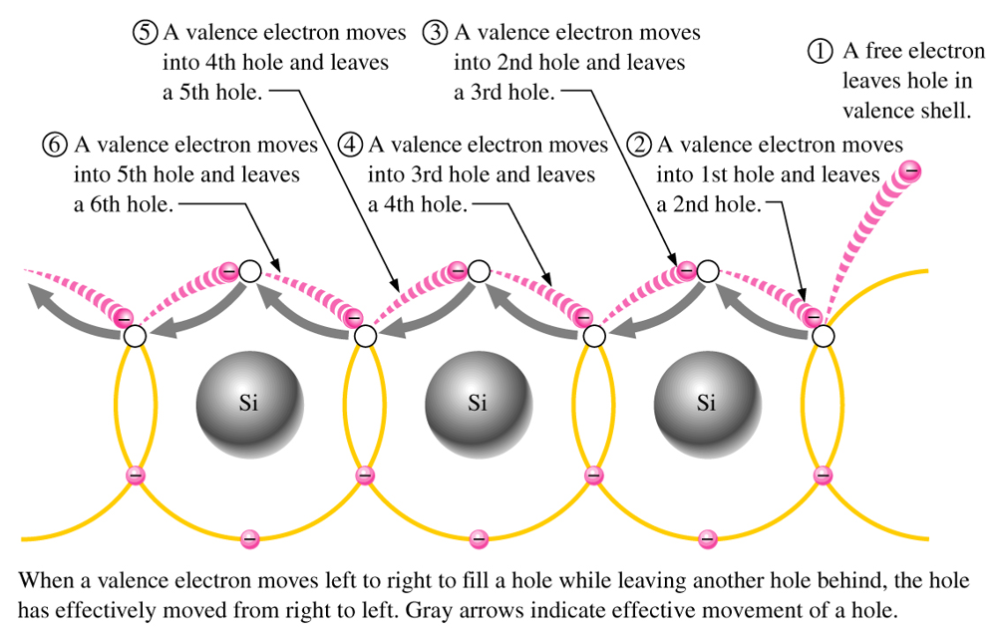 ⑤ A valence electron moves
into 4th hole and leaves
a 5th hole.
③ A valence electron moves
into 2nd hole and leaves
a 3rd hole.
① A free electron
leaves hole in
valence shell.
⑥ A valence electron moves
into 5th hole and leaves
a 6th hole.
④ A valence electron moves
into 3rd hole and leaves
a 4th hole.
② A valence electron moves
into 1st hole and leaves
a 2nd hole.
Si
Si
Si
When a valence electron moves left to right to fill a hole while leaving another hole behind, the hole
has effectively moved from right to left. Gray arrows indicate effective movement of a hole.